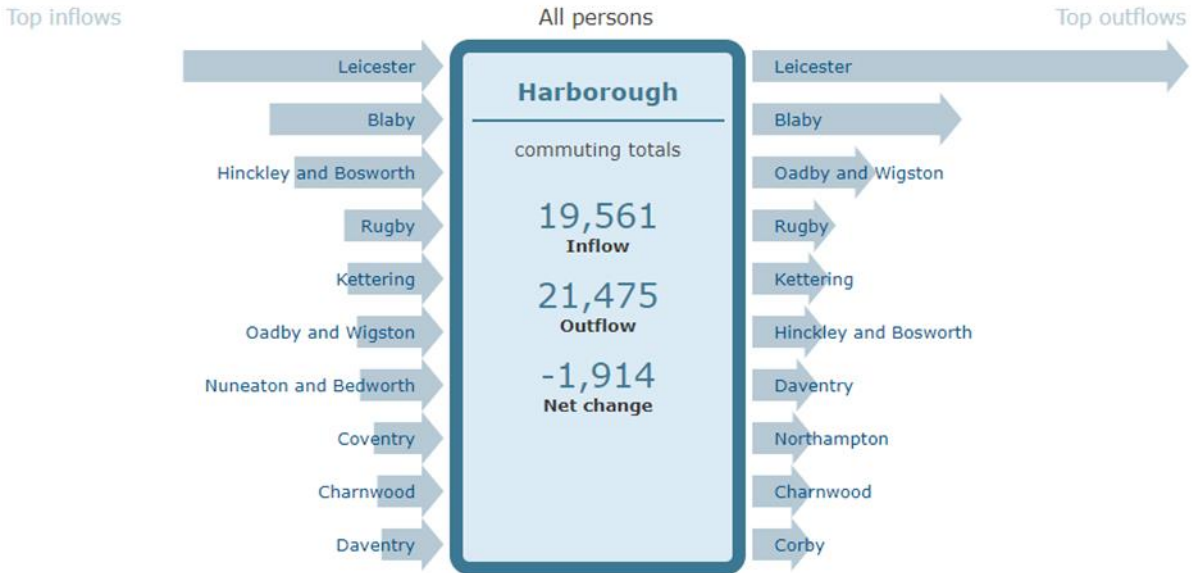 Top inflows
All persons
Top outflows
Leicester
Blaby
Hinckley and Bosworth
Rugby
Kettering
Oadby and Wigston
Nuneaton and Bedworth
Coventry
Charnwood
Daventry
Harborough
commuting totals
19,561
Inflow
21,475
Outflow
-1,914
Net change
Leicester
Blaby
Oadby and Wigston
Rugby
Kettering
Hinckley and Bosworth
Daventry
Northampton
Charnwood
Corby